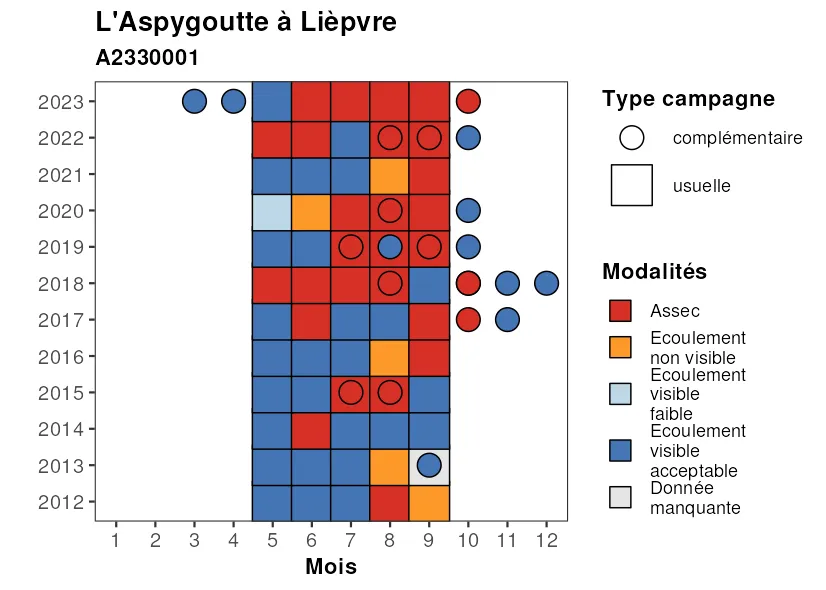 L'Aspygoutte à Lièpvre
A2330001
2023
2022
2021
2020
2019
2018
2017
2016
2015
2014
2013
2012
1 2 3 4 5 6 7 8 9 10 11 12
Mois
Type campagne
complémentaire
usuelle
Modalités
Assec
Ecoulement
non visible
Ecoulement
visible
faible
Ecoulement
visible
acceptable
Donnée
manquante